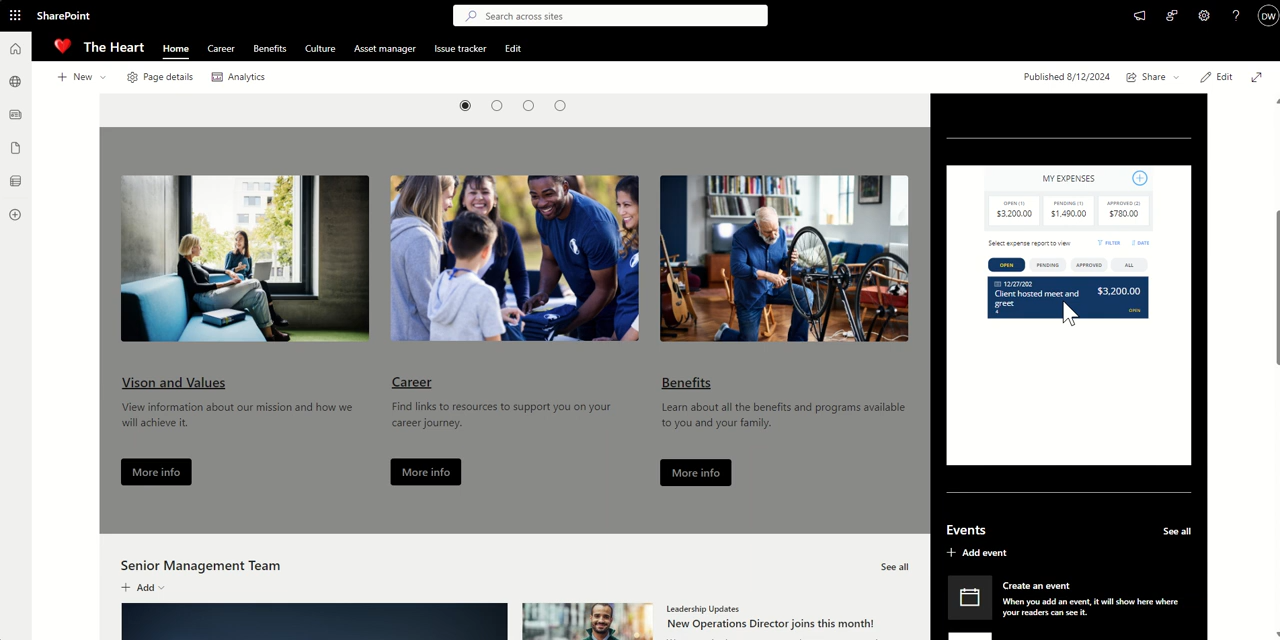 SharePoint
Search across sites
DW
The Heart
Home
Career
Benefits
Culture
Asset manager
Issue tracker
Edit
New
Page details
Analytics
Published 8/12/2024
Share
Edit
Vison and Values
View information about our mission and how we
will achieve it.
More info
Career
Find links to resources to support you on your
career journey.
More info
Benefits
Learn about all the benefits and programs available
to you and your family.
More info
MY EXPENSES
OPEN (1)
$3,200.00
PENDING (1)
$1,490.00
APPROVED (2)
$780.00
Select expense report to view
FILTER
DATE
OPEN
PENDING
APPROVED
ALL
12/27/202
Client hosted meet and
greet
4
$3,200.00
OPEN
Senior Management Team
See all
Add
Leadership Updates
New Operations Director joins this month!
Events
See all
Add event
Create an event
When you add an event, it will show here where
your readers can see it.